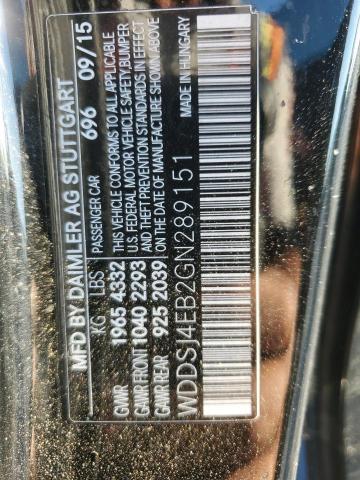 MFD BY DAIMLER AG STUTTGART
696 09/15
KG LBS PASSENGER CAR
GVWR 1965 4332 THIS VEHICLE CONFORMS TO ALL APPLICABLE
GAWR FRONT 1040 2293 U.S. FEDERAL MOTOR VEHICLE SAFETY, BUMPER
GAWR REAR 925 2039 AND THEFT PREVENTION STANDARDS IN EFFECT
ON THE DATE OF MANUFACTURE SHOWN ABOVE
WDDSJ4EB2GN289151 MADE IN HUNGARY